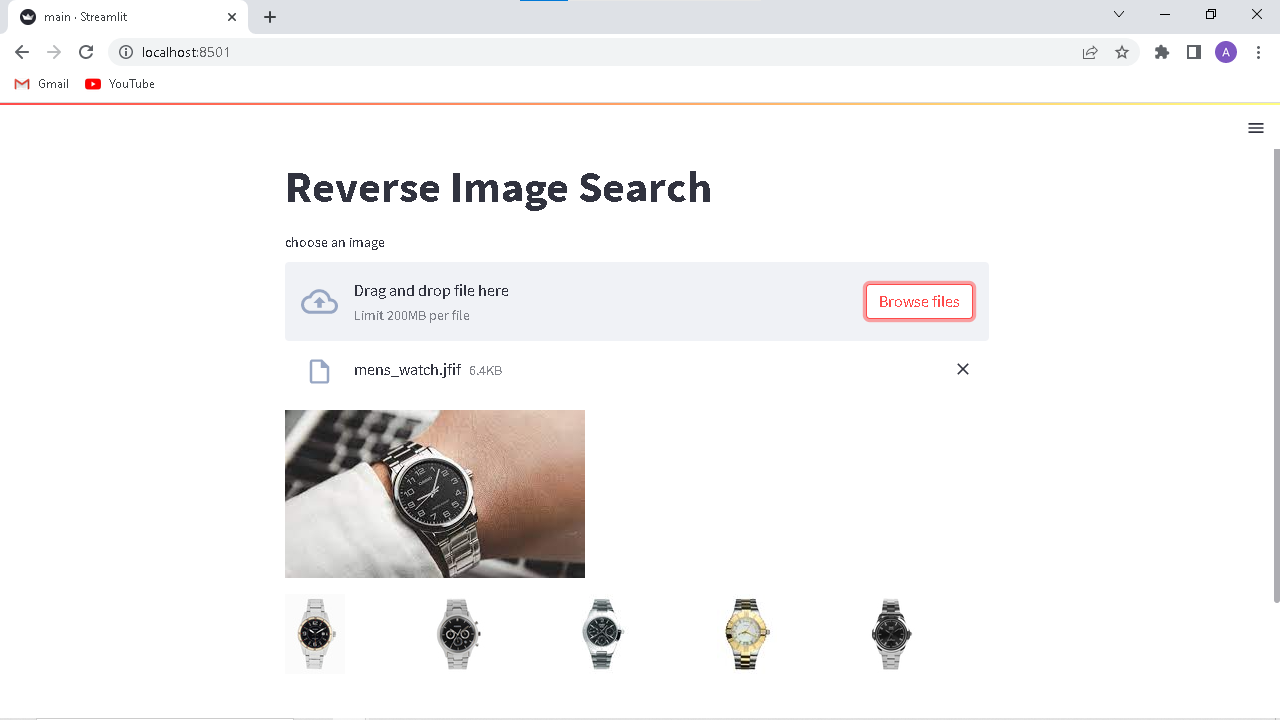 main · Streamlit
localhost:8501
A
Gmail
YouTube
Reverse Image Search
choose an image
Drag and drop file here
Limit 200MB per file
Browse files
mens_watch.jfif 6.4KB
CASIO